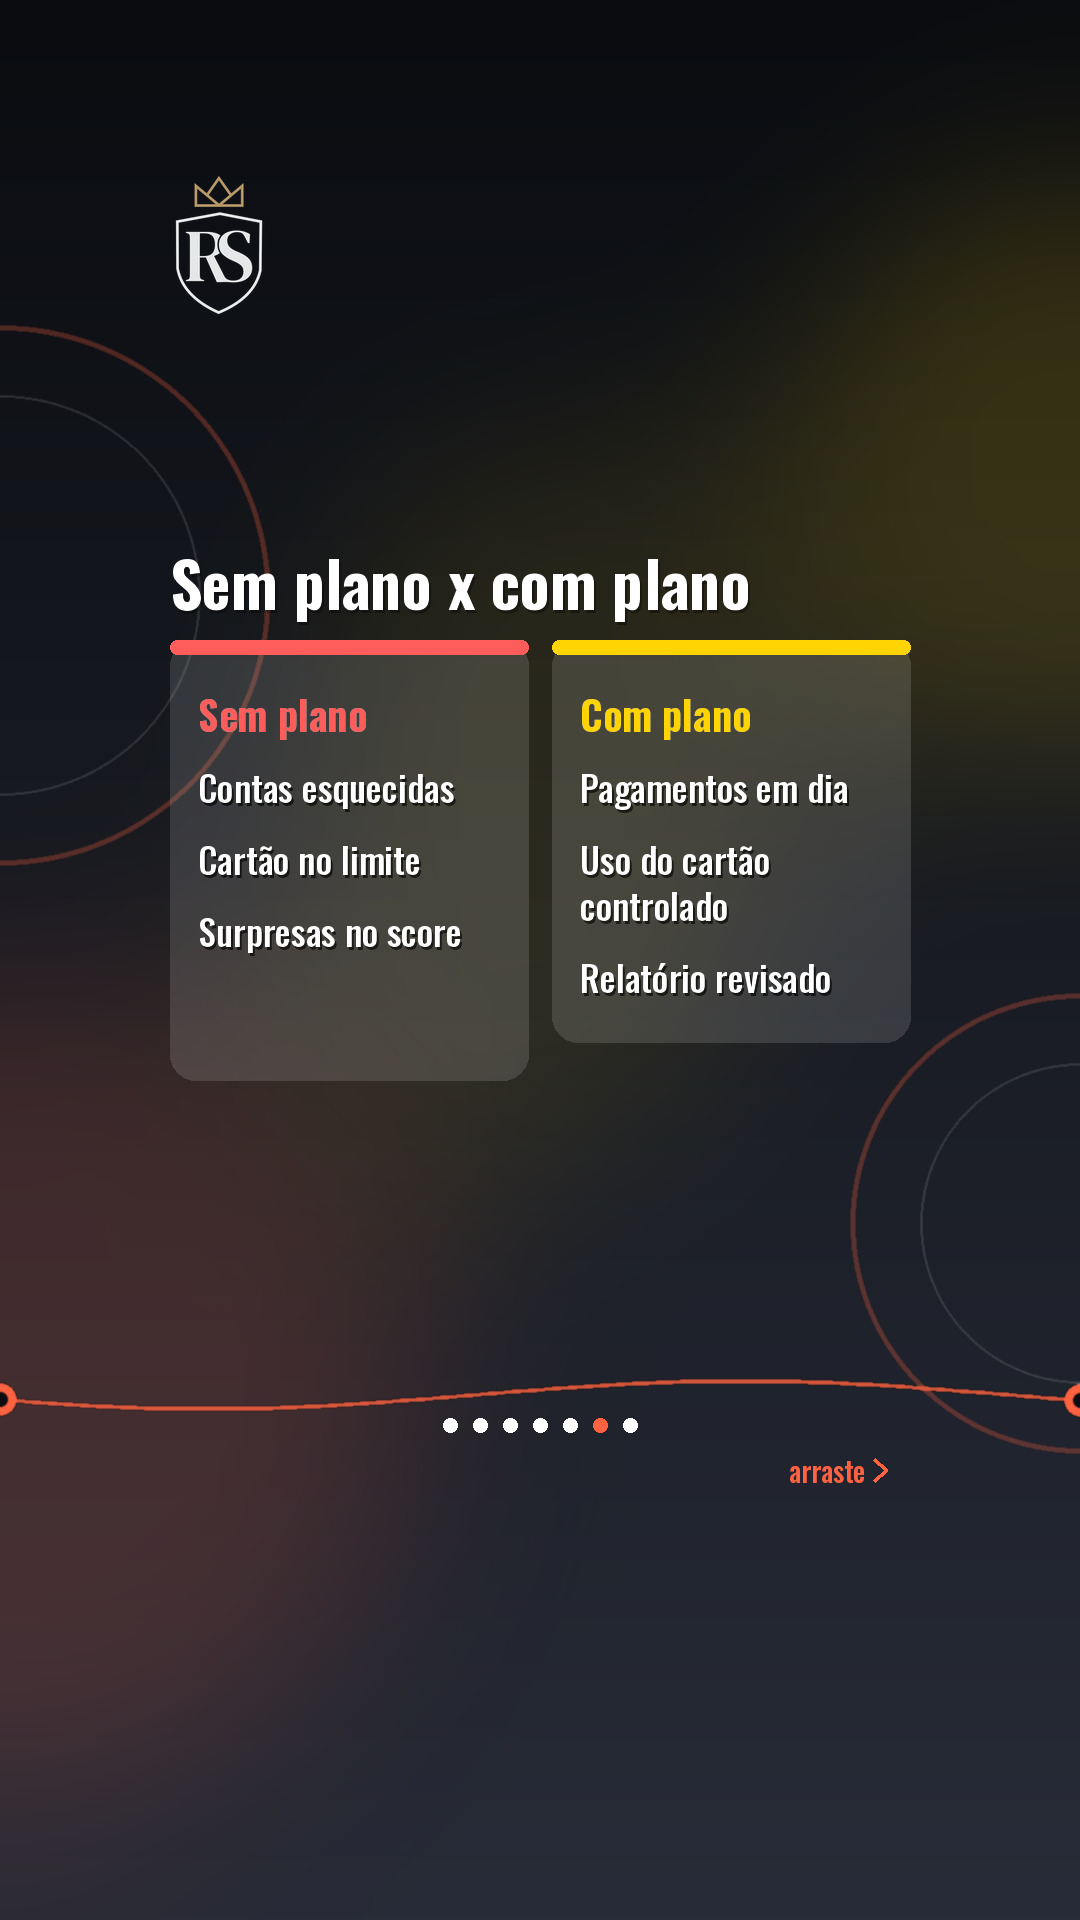 RS
Sem plano x com plano
Sem plano
Contas esquecidas
Cartão no limite
Surpresas no score
Com plano
Pagamentos em dia
Uso do cartão
controlado
Relatório revisado
arraste